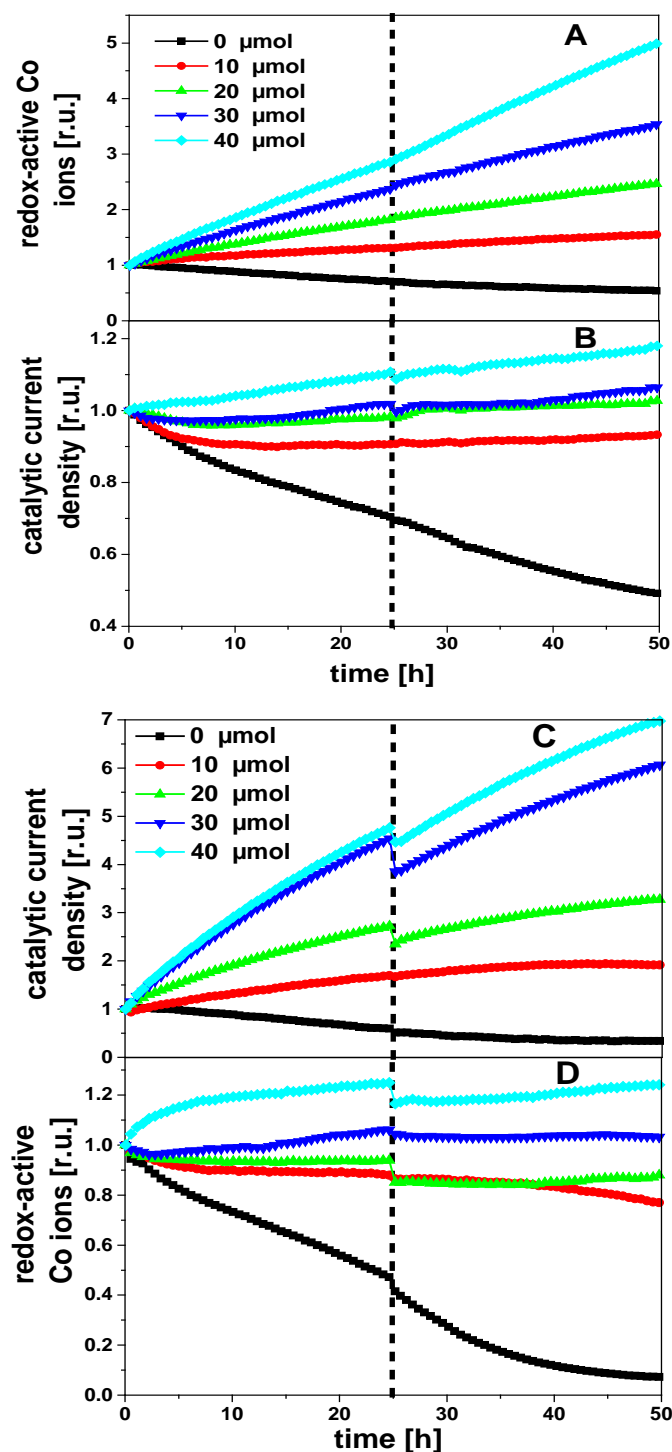 A
0 µmol
10 µmol
20 µmol
30 µmol
40 µmol
redox-active Co
ions [r.u.]
5
4
3
2
1
0
B
catalytic current
density [r.u.]
1.2
1.0
0.8
0.6
0.4
0 10 20 30 40 50
time [h]
C
0 µmol
10 µmol
20 µmol
30 µmol
40 µmol
catalytic current
density [r.u.]
7
6
5
4
3
2
1
0
D
redox-active
Co ions [r.u.]
1.2
1.0
0.8
0.6
0.4
0.2
0.0
0 10 20 30 40 50
time [h]